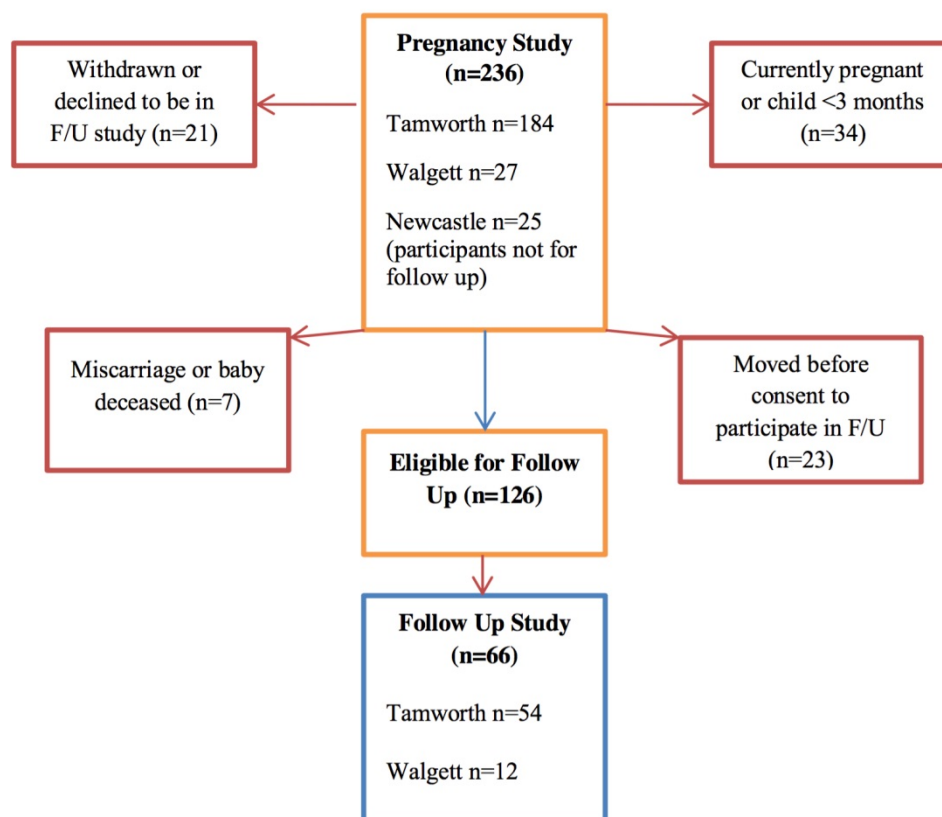 Pregnancy Study
(n=236)
Tamworth n=184
Walgett n=27
Newcastle n=25
(participants not for
follow up)
Withdrawn or
declined to be in
F/U study (n=21)
Currently pregnant
or child <3 months
(n=34)
Miscarriage or baby
deceased (n=7)
Moved before
consent to
participate in F/U
(n=23)
Eligible for Follow
Up (n=126)
Follow Up Study
(n=66)
Tamworth n=54
Walgett n=12